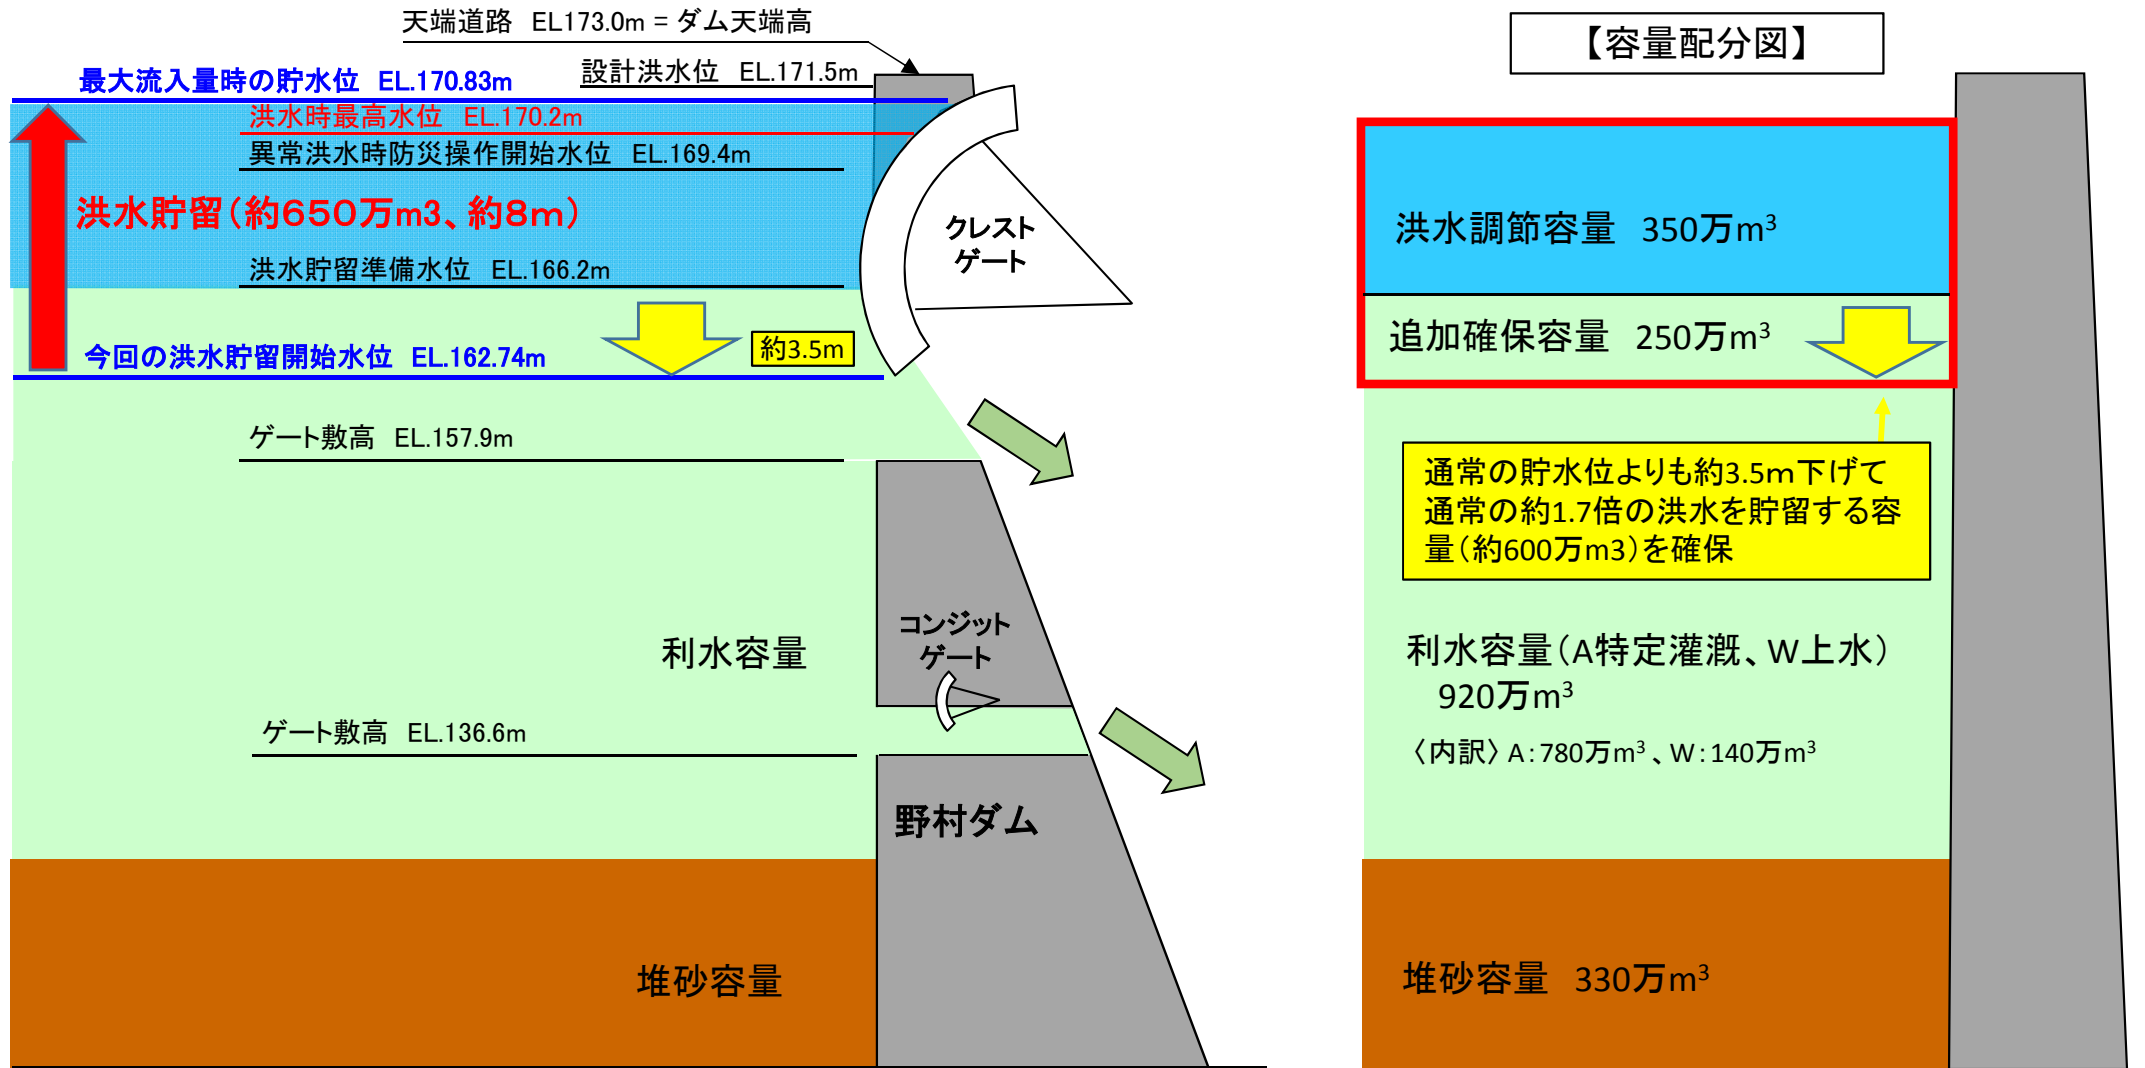 天端道路 EL173.0m = ダム天端高
設計洪水位 EL.171.5m
最大流入量時の貯水位 EL.170.83m
洪水時最高水位 EL.170.2m
異常洪水時防災操作開始水位 EL.169.4m
洪水貯留(約650万m3、約8m)
洪水貯留準備水位 EL.166.2m
約3.5m
今回の洪水貯留開始水位 EL.162.74m
クレスト
ゲート
ゲート敷高 EL.157.9m
利水容量
コンジット
ゲート
ゲート敷高 EL.136.6m
野村ダム
堆砂容量
【容量配分図】
洪水調節容量 350万m³
追加確保容量 250万m³
通常の貯水位よりも約3.5m下げて
通常の約1.7倍の洪水を貯留する容
量(約600万m3)を確保
利水容量(A特定灌漑、W上水)
920万m³
〈内訳〉A:780万m³、W:140万m³
堆砂容量 330万m³